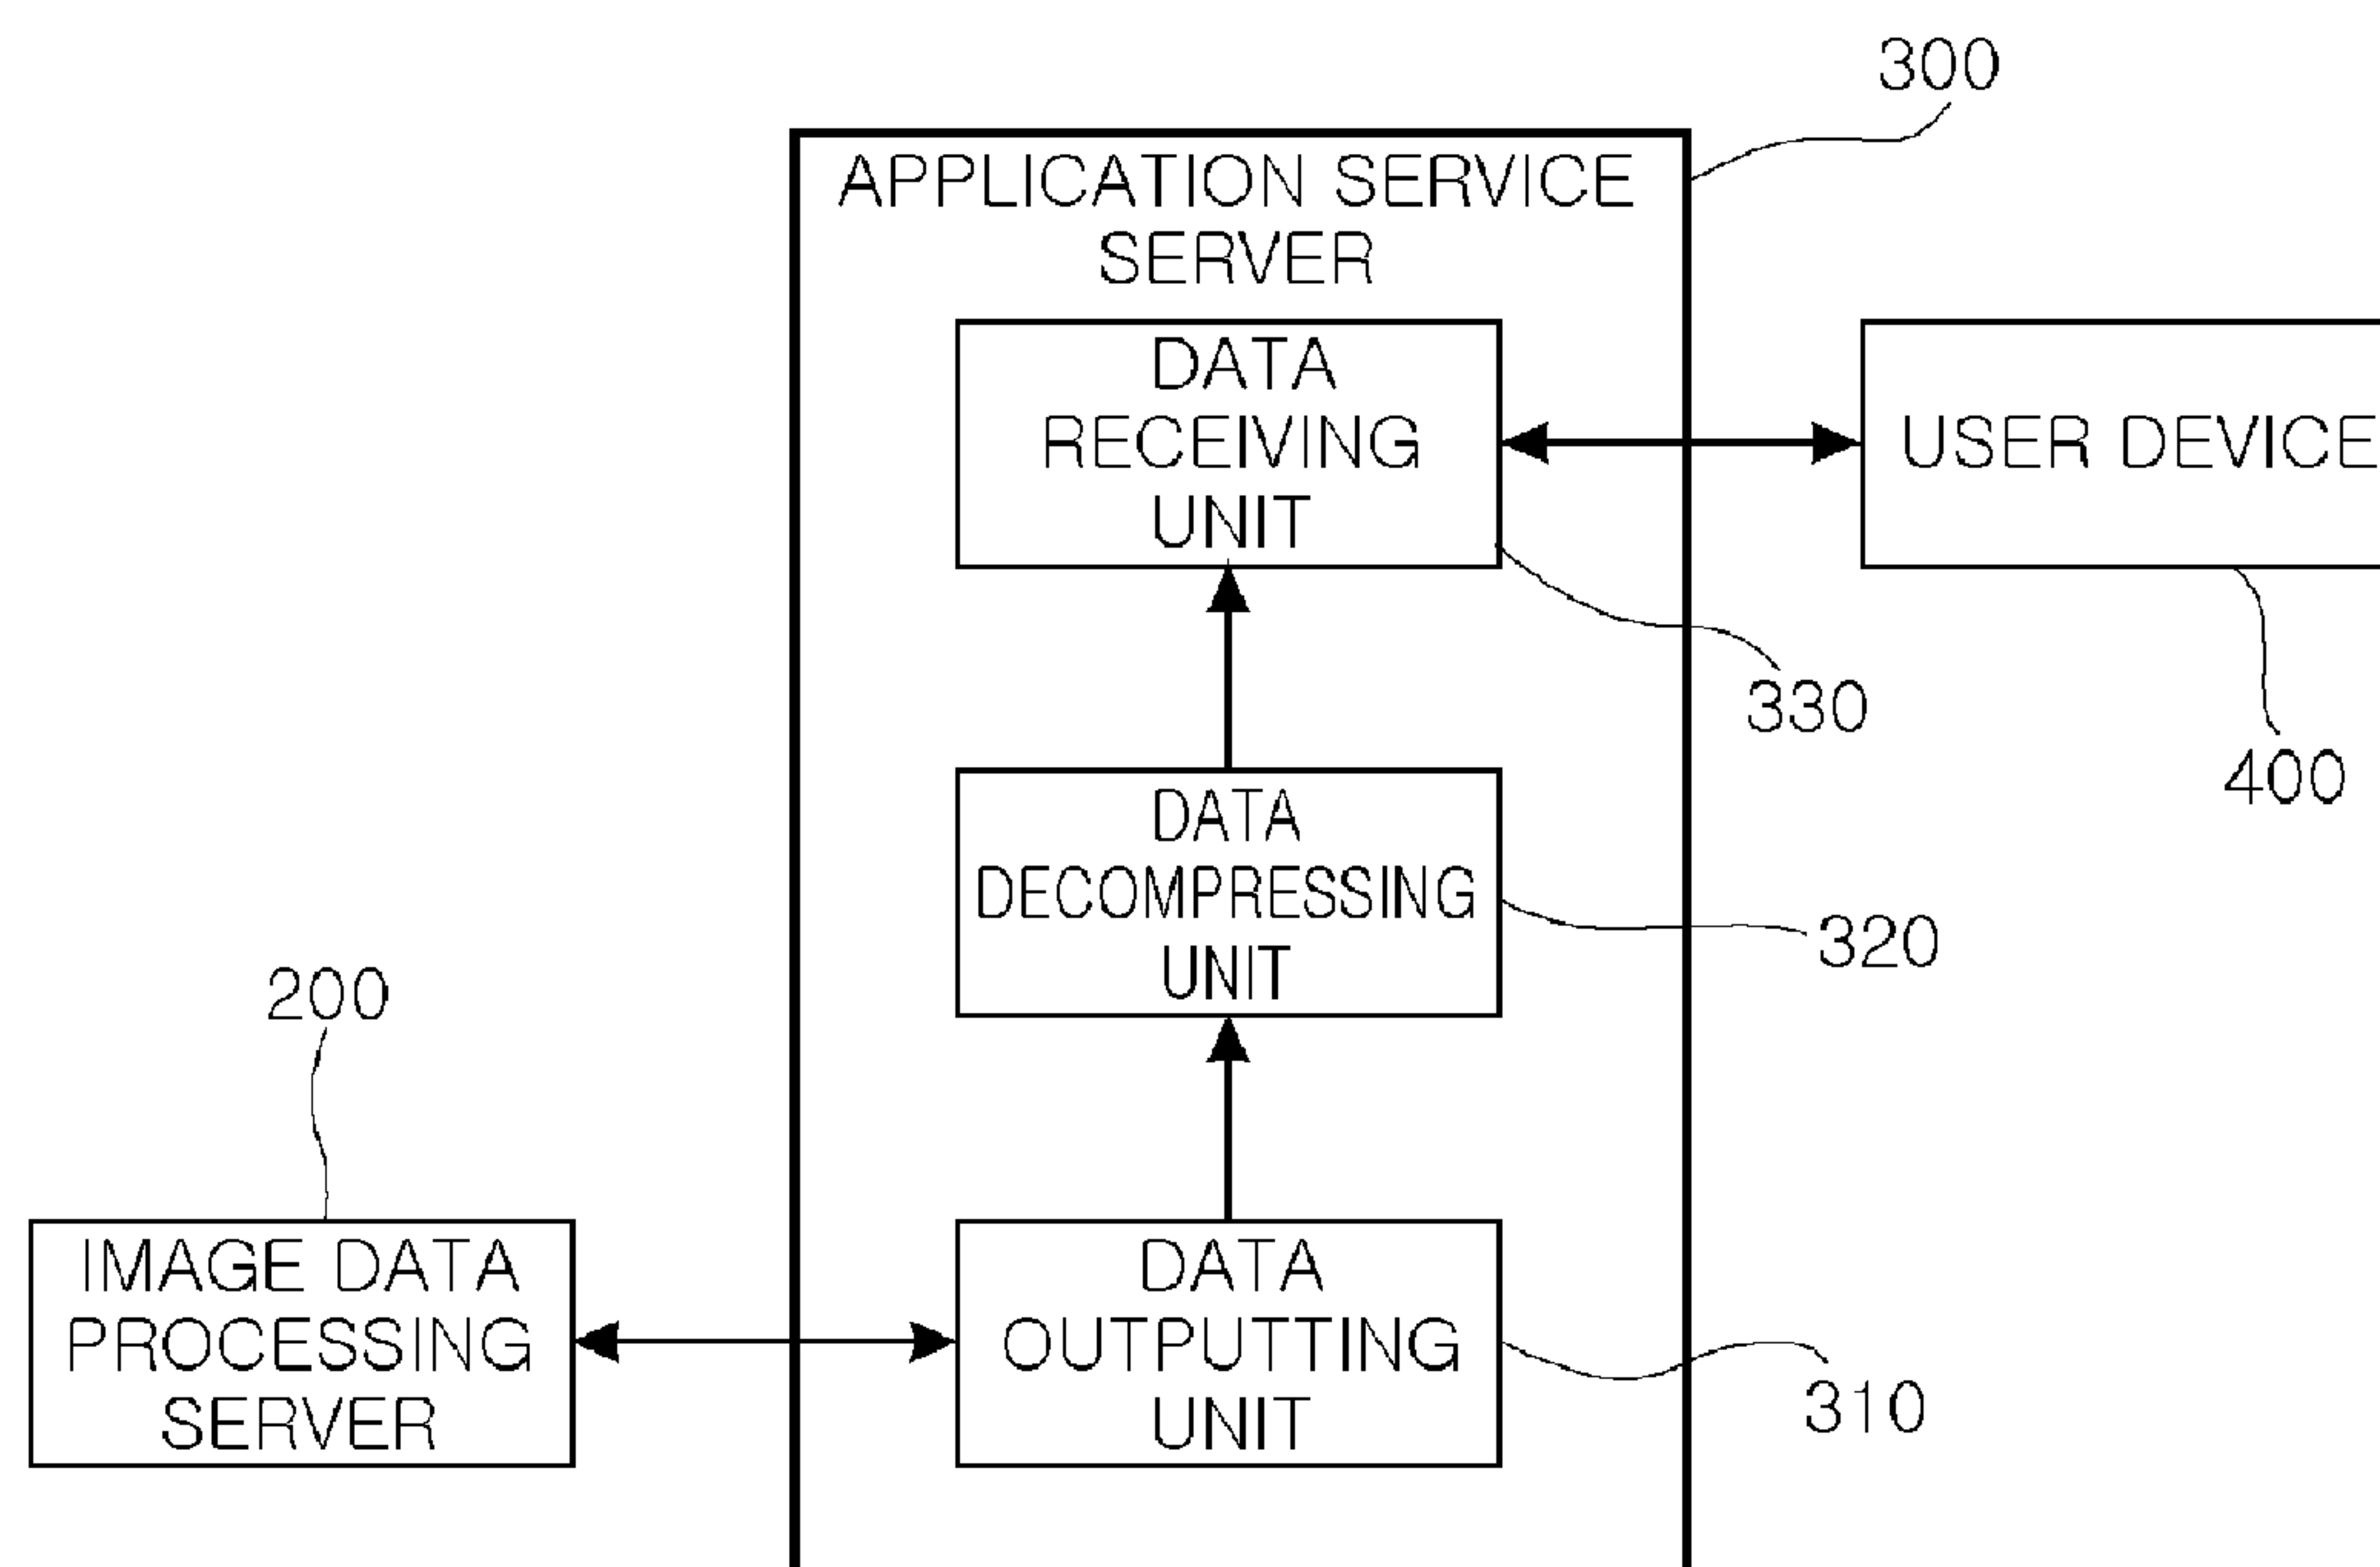 300
APPLICATION SERVICE
SERVER
DATA
RECEIVING
UNIT
USER DEVICE
330
400
DATA
DECOMPRESSING
UNIT
320
200
IMAGE DATA
PROCESSING
SERVER
DATA
OUTPUTTING
UNIT
310